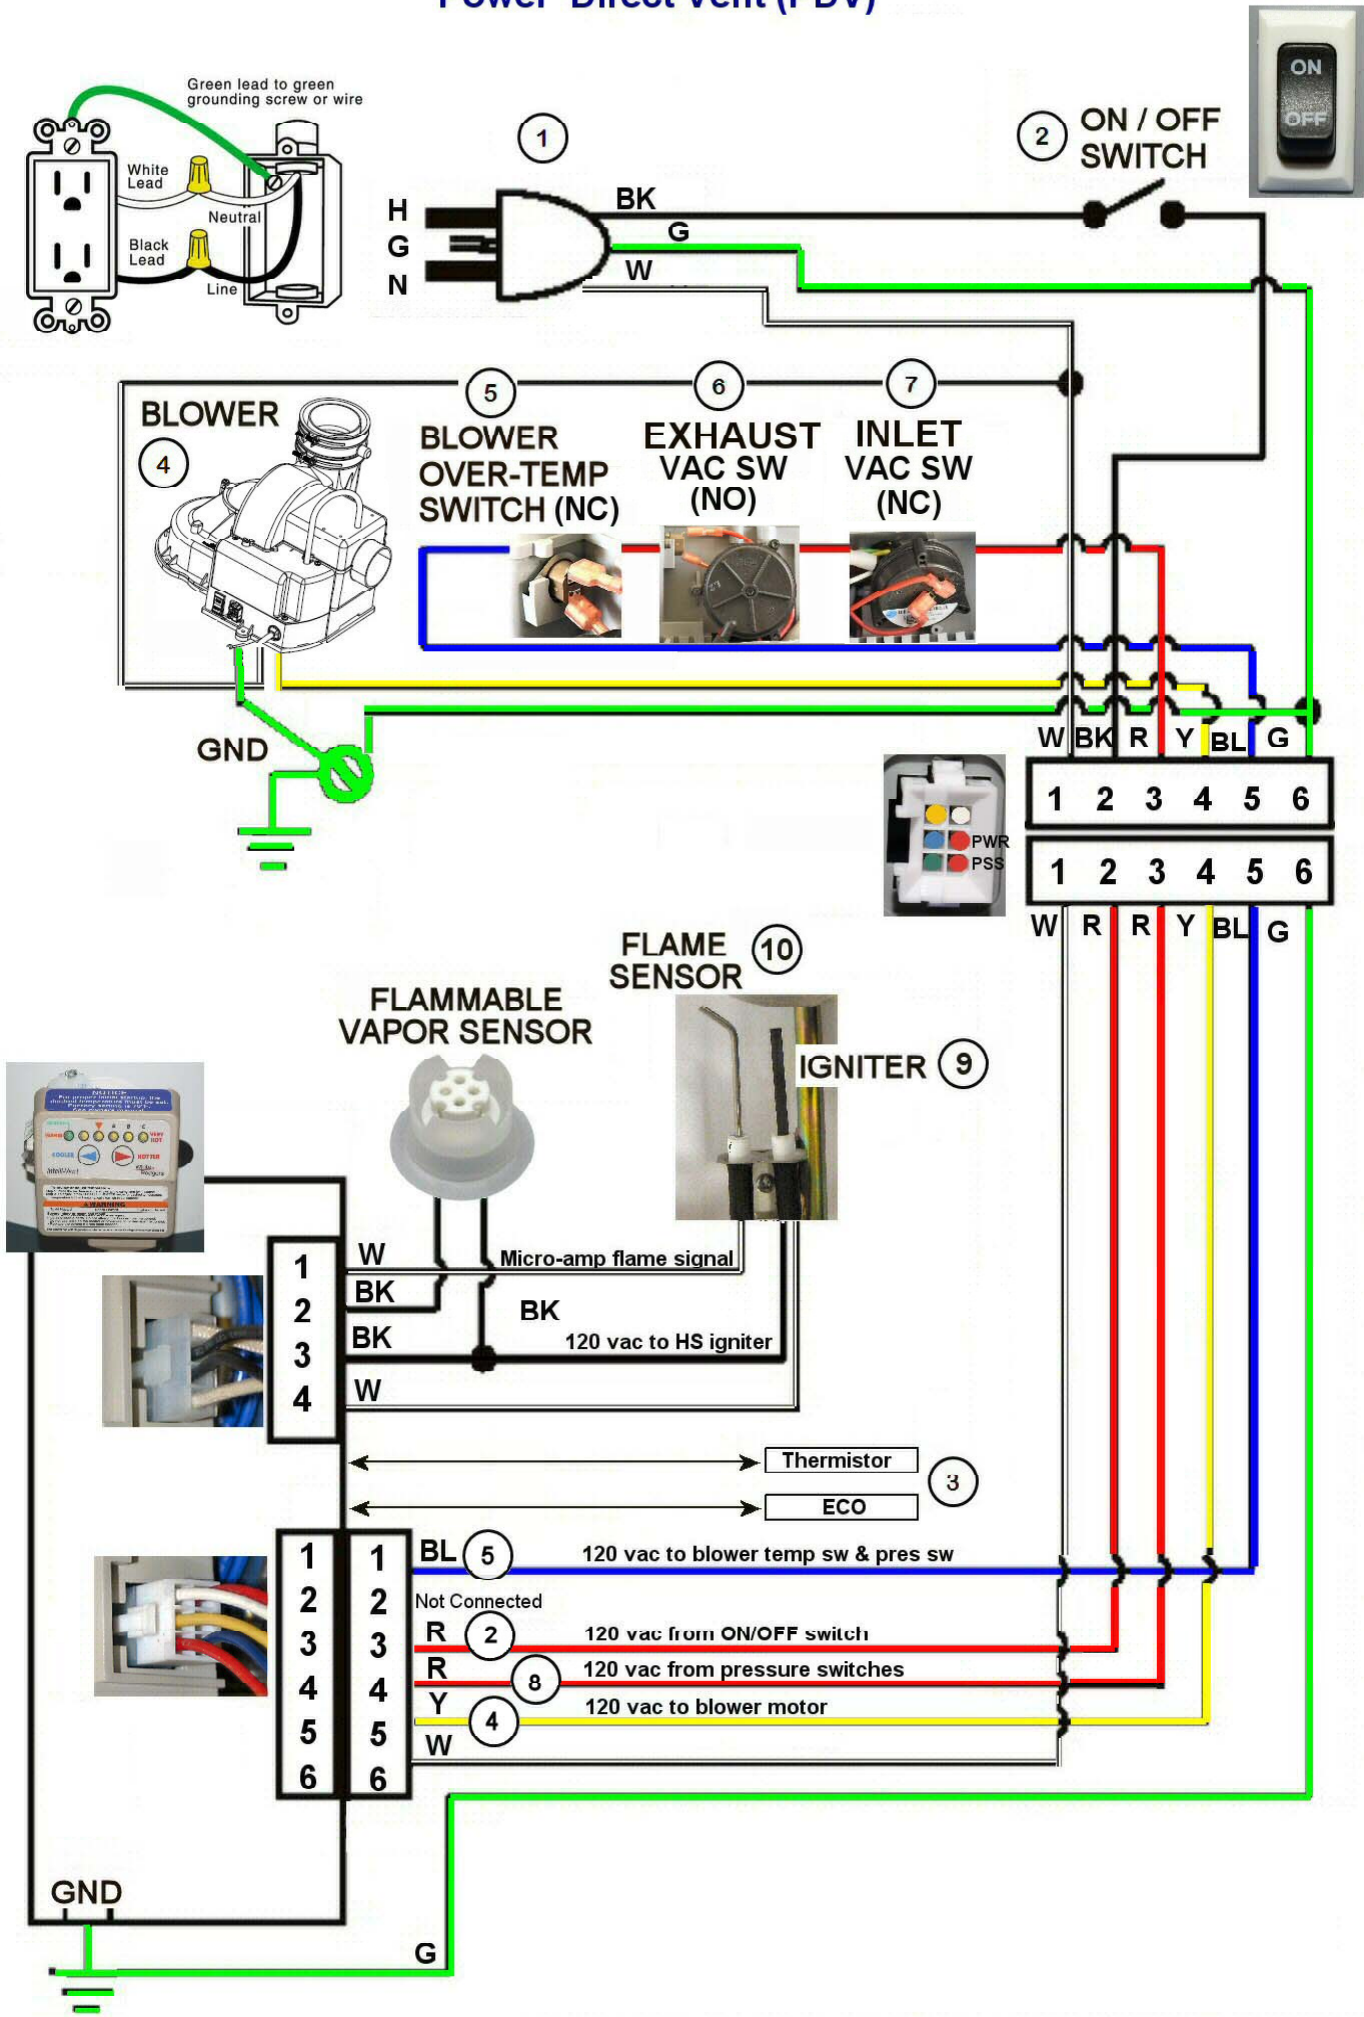 Power Direct Vent (PDV)
Green lead to green
grounding screw or wire
White
Lead
Neutral
Black
Lead
Line
1
H
G
N
BK
G
W
2
ON / OFF
SWITCH
ON
OFF
BLOWER
4
5
BLOWER
OVER-TEMP
SWITCH (NC)
6
EXHAUST
VAC SW
(NO)
7
INLET
VAC SW
(NC)
GND
W BK R Y BL G
1 2 3 4 5 6
PWR
PSS
1 2 3 4 5 6
W R R Y BL G
FLAME
SENSOR
10
FLAMMABLE
VAPOR SENSOR
IGNITER
9
NOTICE
COOLER
HOTTER
WARNING
1
2
3
4
W
Micro-amp flame signal
BK
BK
BK
120 vac to HS igniter
W
Thermistor
ECO
3
1
2
3
4
5
6
1
2
3
4
5
6
BL
5
120 vac to blower temp sw & pres sw
Not Connected
R
2
120 vac from ON/OFF switch
R
8
120 vac from pressure switches
Y
4
120 vac to blower motor
W
GND
G